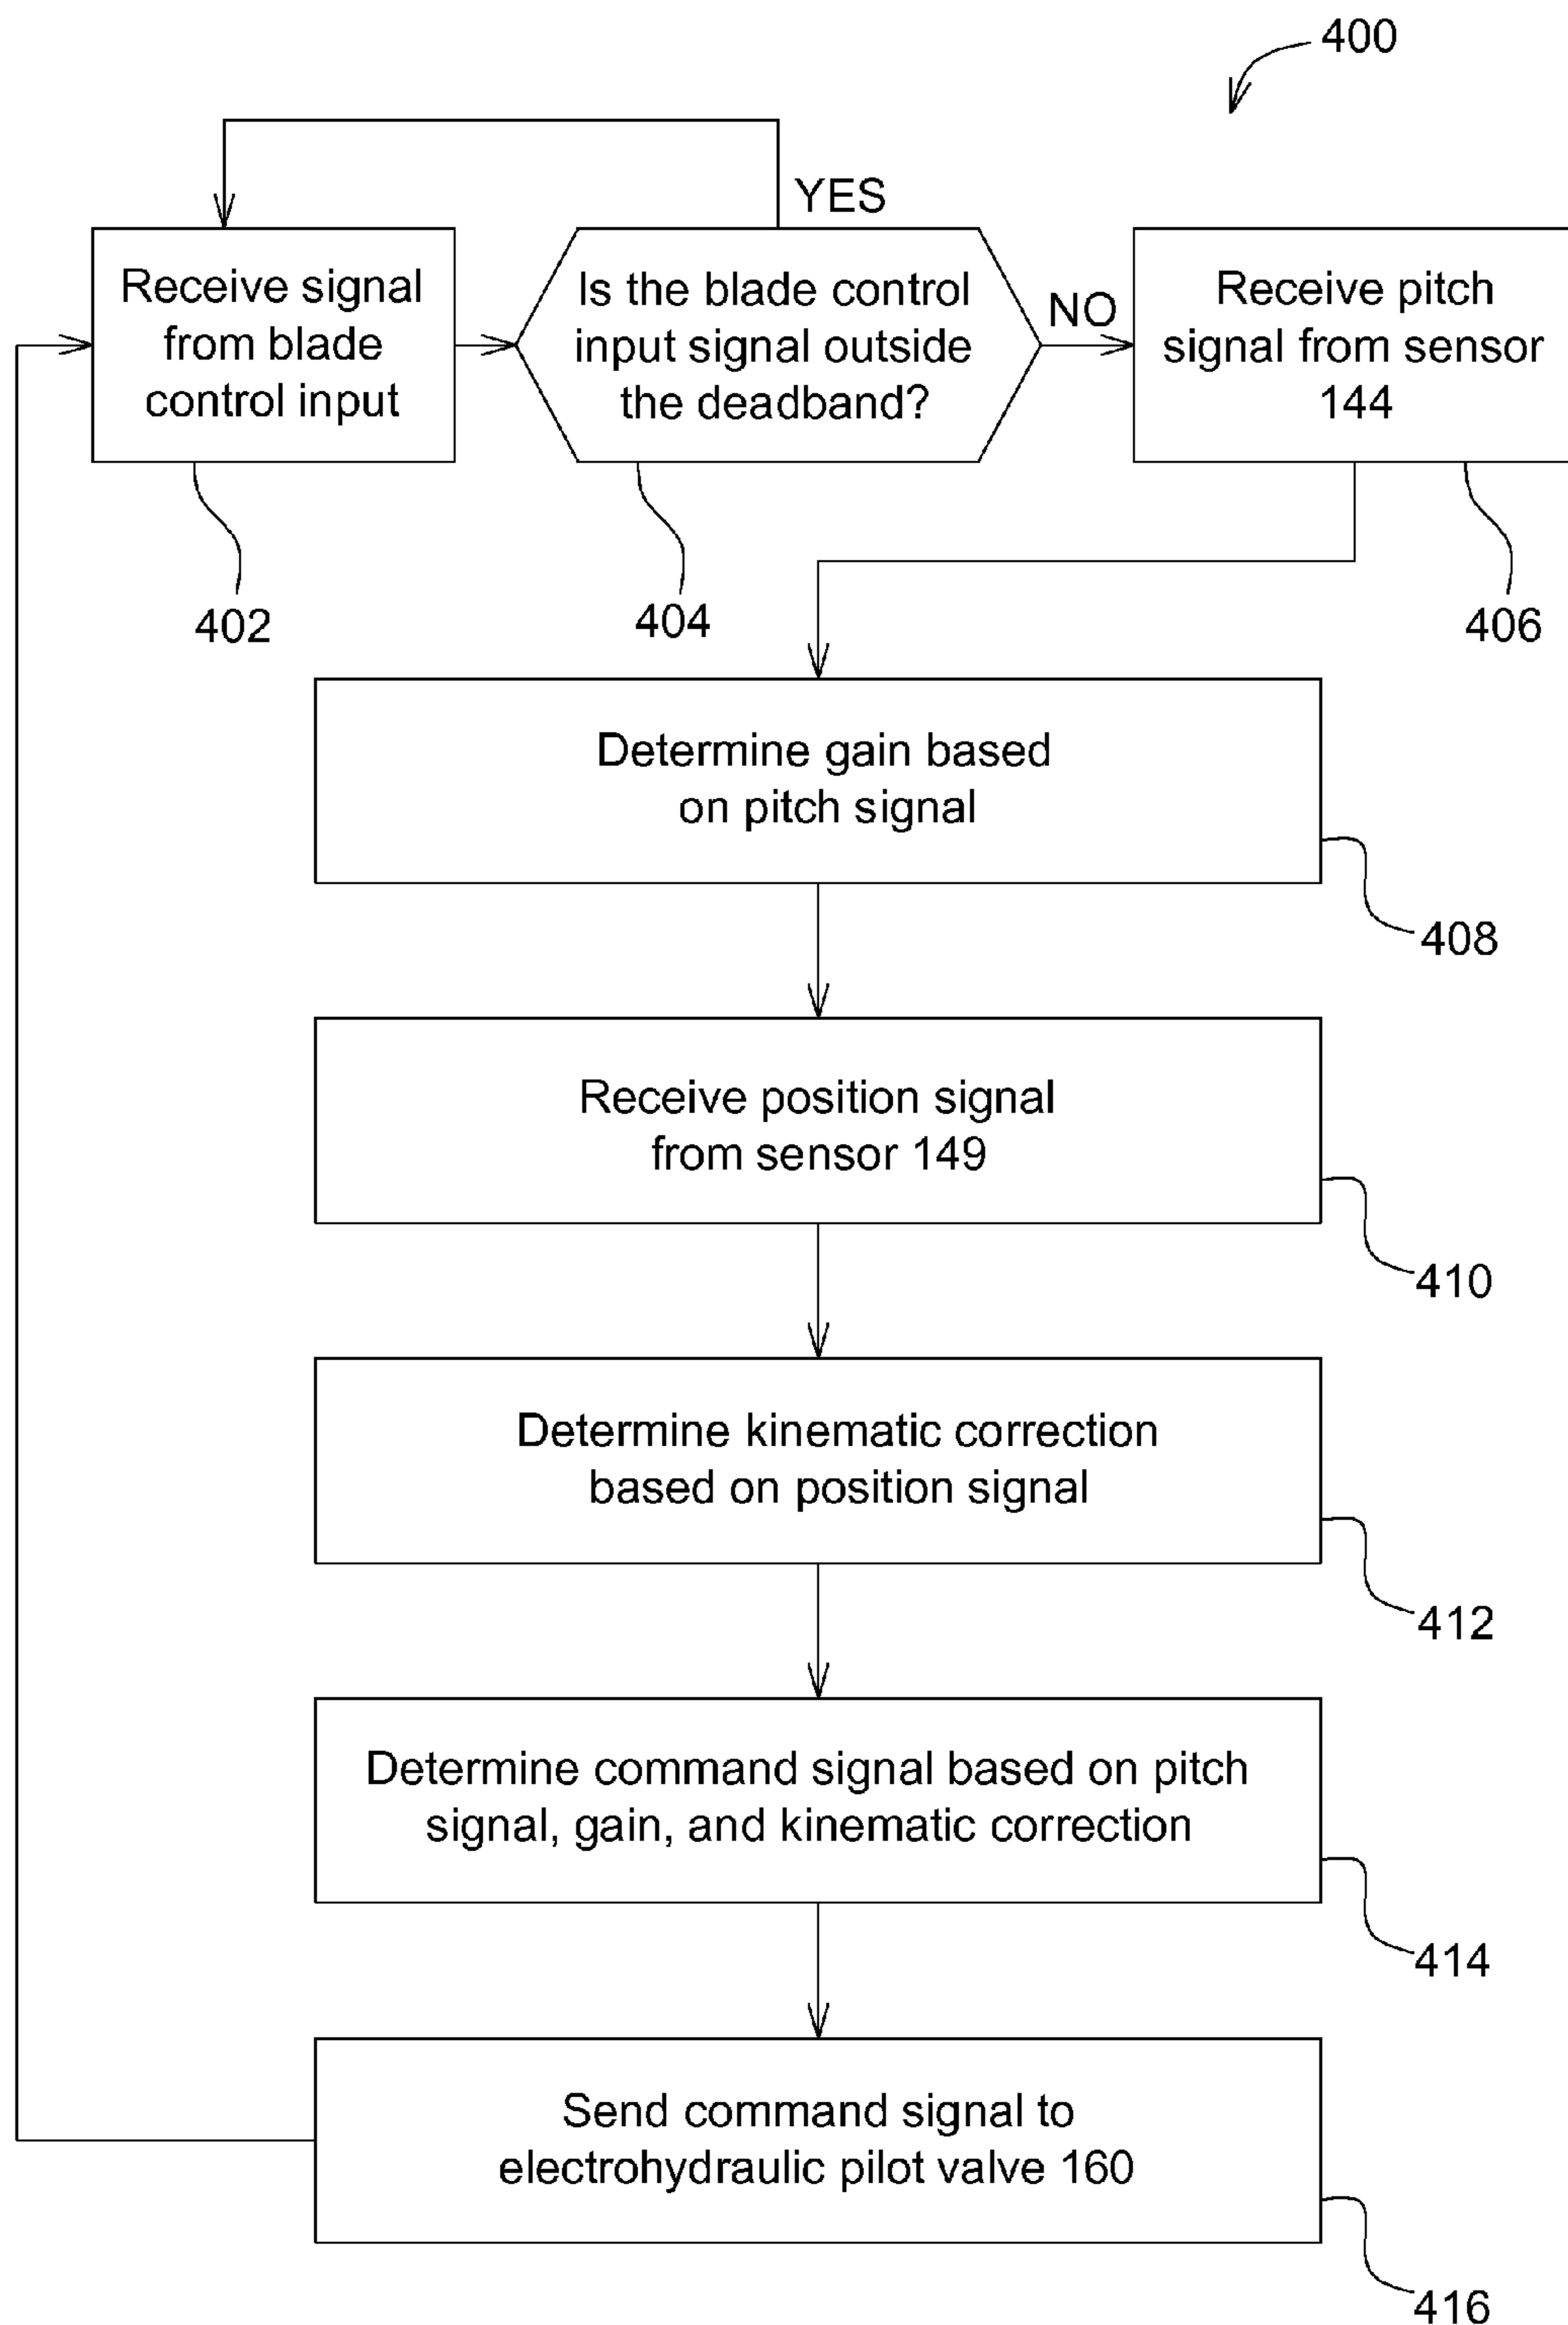 400
YES
Receive signal
from blade
control input
Is the blade control
input signal outside
the deadband?
NO
Receive pitch
signal from sensor
144
402
404
406
Determine gain based
on pitch signal
408
Receive position signal
from sensor 149
410
Determine kinematic correction
based on position signal
412
Determine command signal based on pitch
signal, gain, and kinematic correction
414
Send command signal to
electrohydraulic pilot valve 160
416